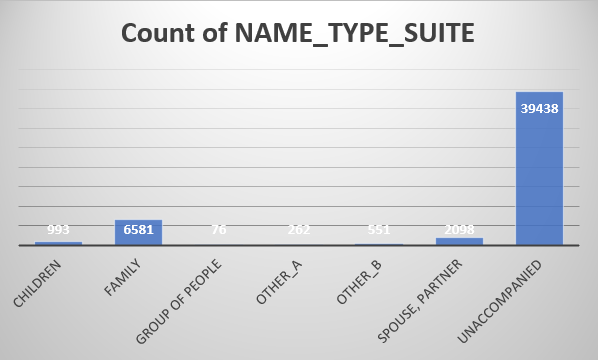 Count of NAME_TYPE_SUITE
993
6581
76
262
551
2098
39438
CHILDREN
FAMILY
GROUP OF PEOPLE
OTHER_A
OTHER_B
SPOUSE, PARTNER
UNACCOMPANIED